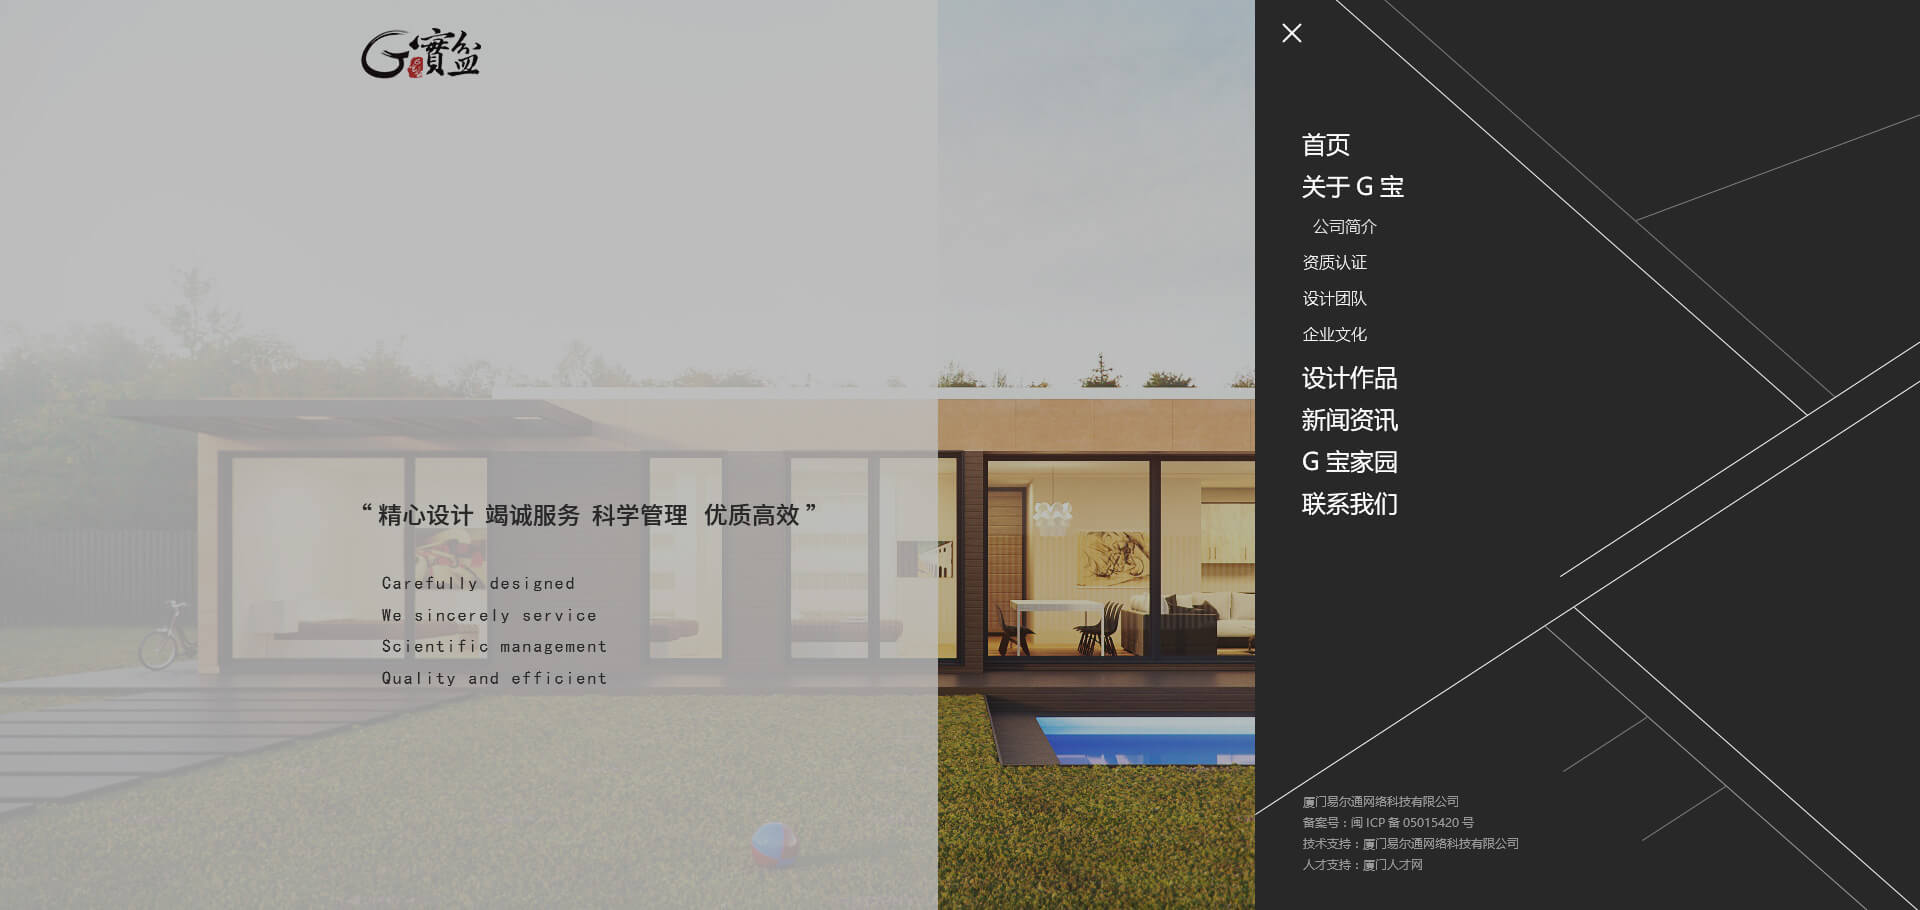 G寶盆
“ 精心设计 竭诚服务 科学管理 优质高效 ”
Carefully designed
We sincerely service
Scientific management
Quality and efficient
首页
关于 G 宝
公司简介
资质认证
设计团队
企业文化
设计作品
新闻资讯
G 宝家园
联系我们
厦门易尔通网络科技有限公司
备案号：闽 ICP 备 05015420 号
技术支持：厦门易尔通网络科技有限公司
人才支持：厦门人才网